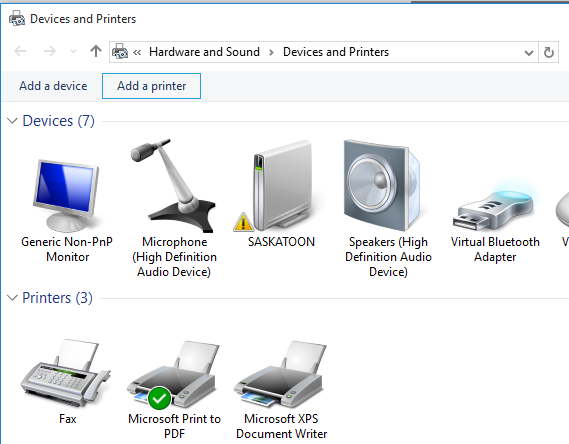 Devices and Printers
« Hardware and Sound > Devices and Printers
Add a device Add a printer
Devices (7)
Generic Non-PnP
Monitor
Microphone
(High Definition
Audio Device)
SASKATOON
Speakers (High
Definition Audio
Device)
Virtual Bluetooth
Adapter
Printers (3)
Fax
Microsoft Print to
PDF
Microsoft XPS
Document Writer